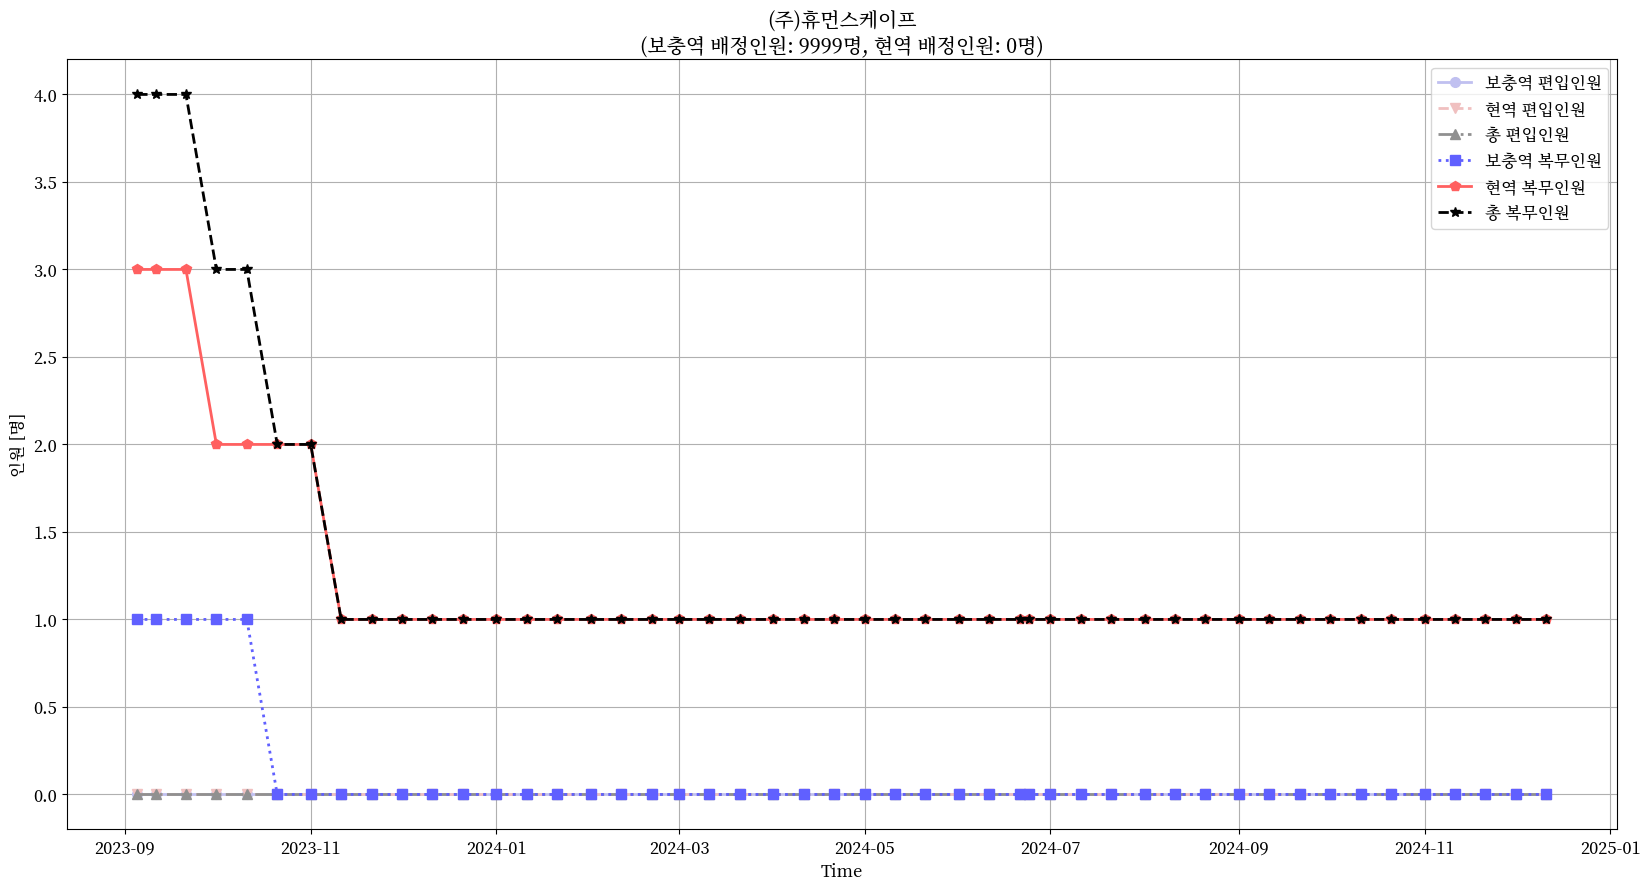 (주)휴먼스케이프
(보충역 배정인원: 9999명, 현역 배정인원: 0명)
보충역 편입인원
현역 편입인원
총 편입인원
보충역 복무인원
현역 복무인원
총 복무인원
인원 [명]
4.0
3.5
3.0
2.5
2.0
1.5
1.0
0.5
0.0
2023-09
2023-11
2024-01
2024-03
2024-05
2024-07
2024-09
2024-11
2025-01
Time